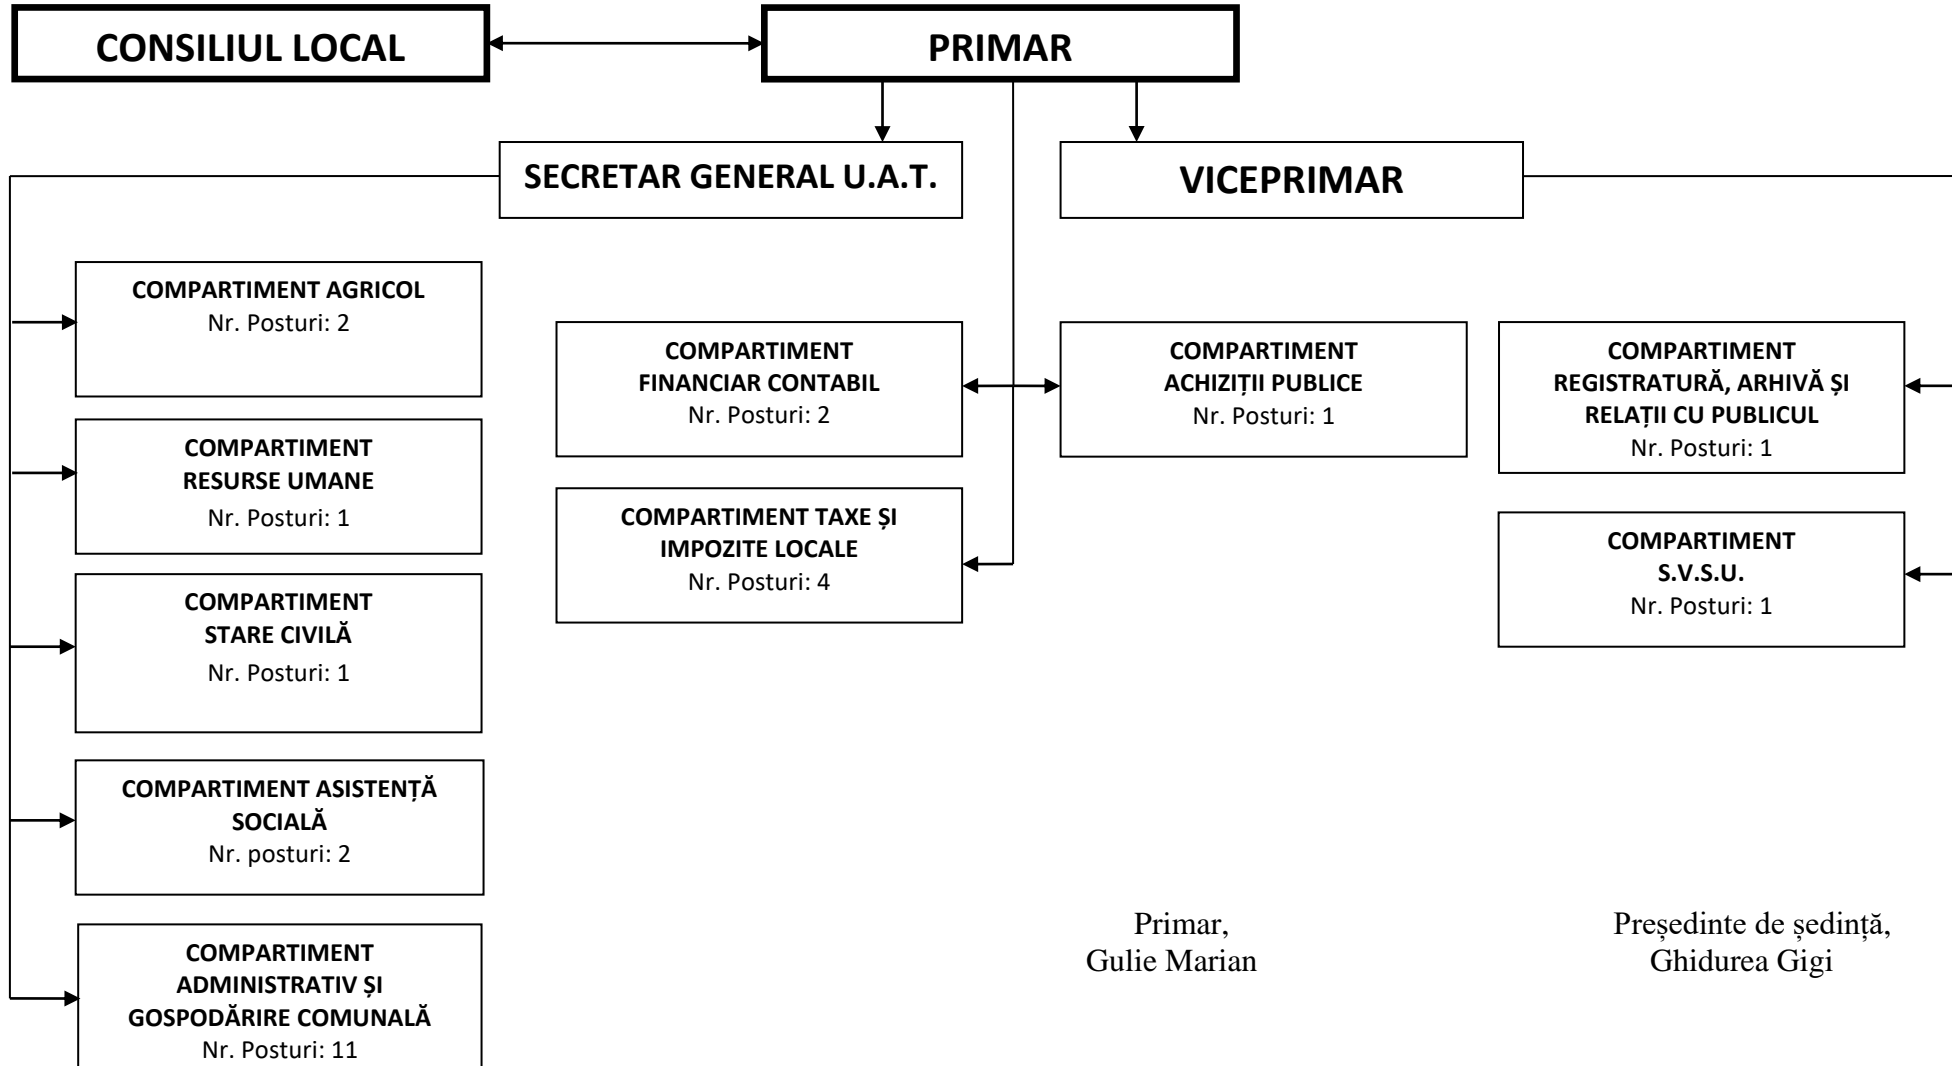 CONSILIUL LOCAL
PRIMAR
SECRETAR GENERAL U.A.T.
VICEPRIMAR
COMPARTIMENT AGRICOL
Nr. Posturi: 2
COMPARTIMENT
RESURSE UMANE
Nr. Posturi: 1
COMPARTIMENT
STARE CIVILĂ
Nr. Posturi: 1
COMPARTIMENT ASISTENȚĂ
SOCIALĂ
Nr. posturi: 2
COMPARTIMENT
ADMINISTRATIV ȘI
GOSPODĂRIRE COMUNALĂ
Nr. Posturi: 11
COMPARTIMENT
FINANCIAR CONTABIL
Nr. Posturi: 2
COMPARTIMENT TAXE ȘI
IMPOZITE LOCALE
Nr. Posturi: 4
COMPARTIMENT
ACHIZIȚII PUBLICE
Nr. Posturi: 1
COMPARTIMENT
REGISTRATURĂ, ARHIVĂ ȘI
RELAȚII CU PUBLICUL
Nr. Posturi: 1
COMPARTIMENT
S.V.S.U.
Nr. Posturi: 1
Primar,
Gulie Marian
Președinte de ședință,
Ghidurea Gigi